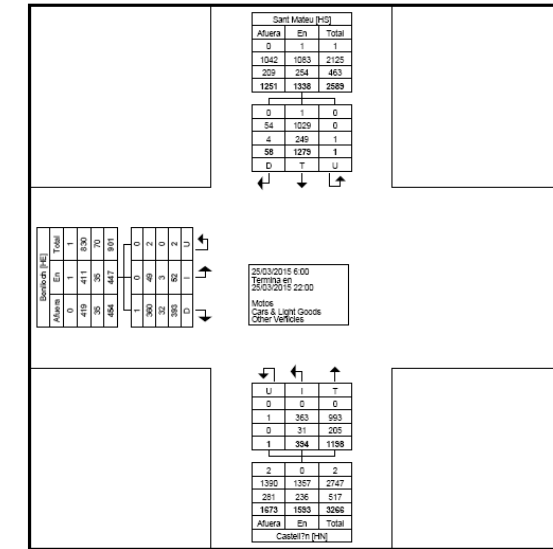 Sant Mateu [HS]
Afuera En Total
0 1 1
1042 1083 2125
209 254 463
1251 1338 2589
0 1 0
54 1029 0
4 249 1
58 1279 1
D T U
Benlloch [HE]
Afuera En Total
0 1 1
419 411 830
35 35 70
454 447 901
1 0 0
360 49 2
32 3 0
393 52 2
D I U
25/03/2015 6:00
Termina en
25/03/2015 22:00
Motos
Cars & Light Goods
Other Vehicles
U I T
0 0 0
1 363 993
0 31 205
1 394 1198
2 0 2
1390 1357 2747
281 236 517
1673 1593 3266
Afuera En Total
Castell?n [HN]